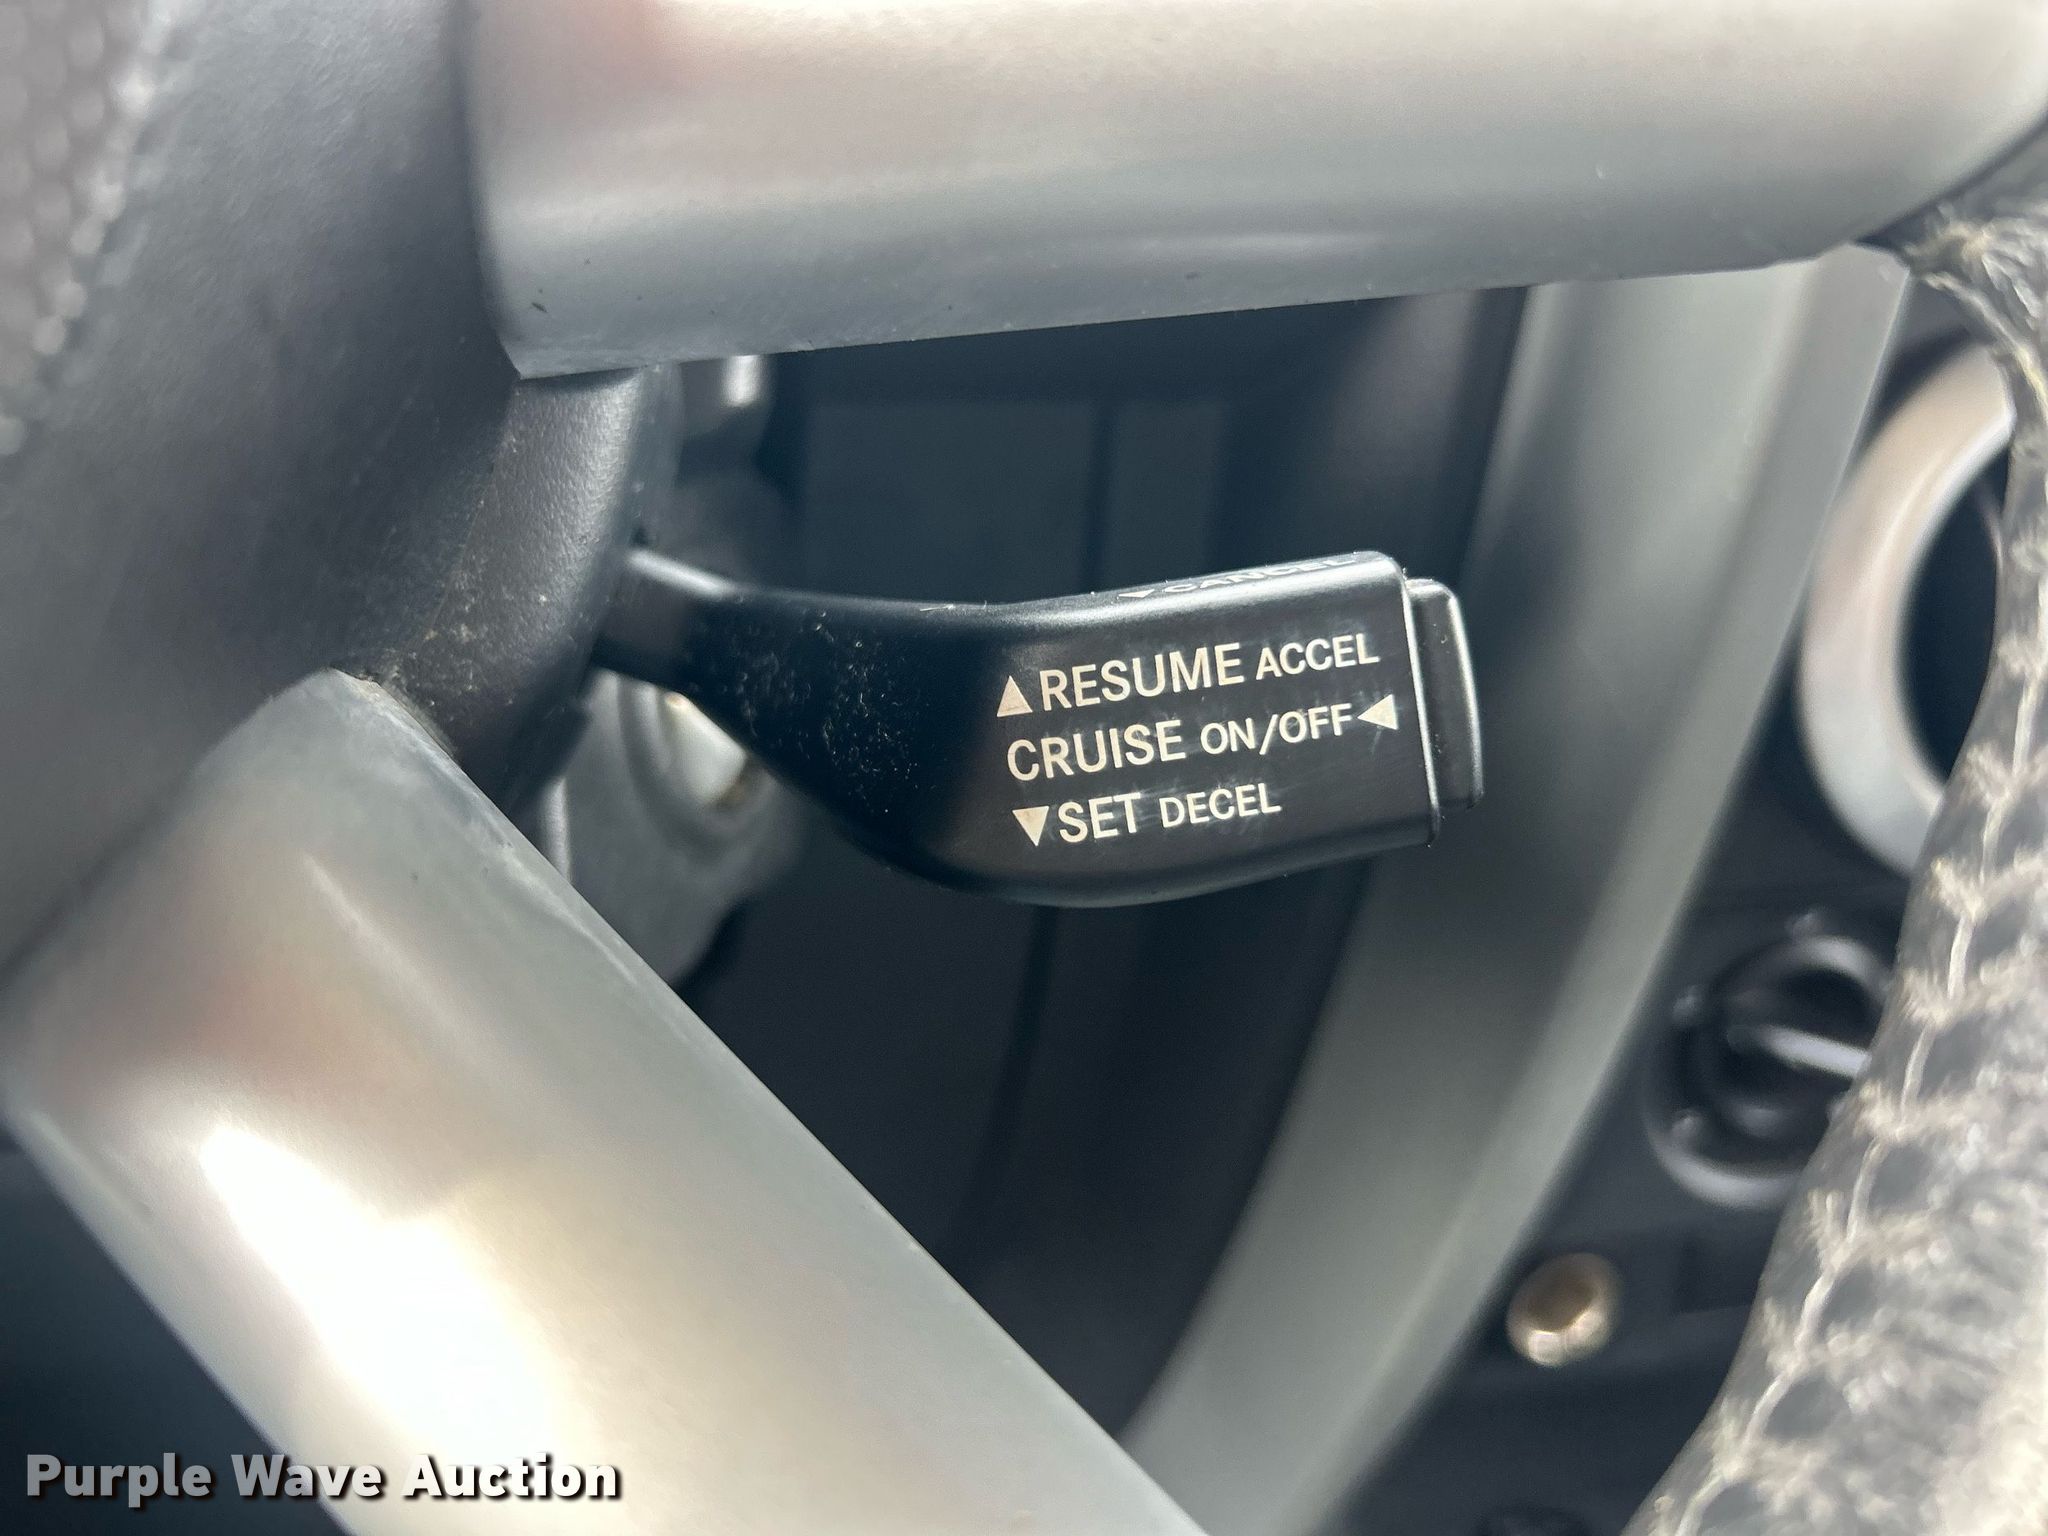 ▼CANCEL
▲RESUME ACCEL
CRUISE ON/OFF◀
▼SET DECEL
Purple Wave Auction